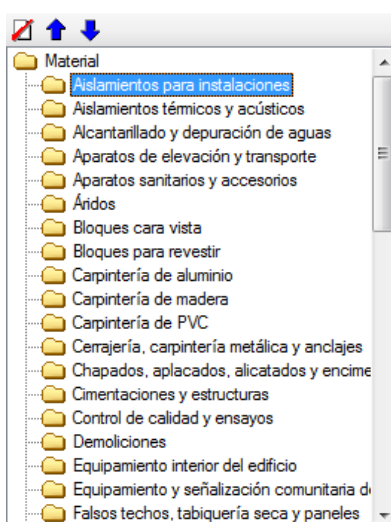 Material
Aislamientos para instalaciones
Aislamientos térmicos y acústicos
Alcantarillado y depuración de aguas
Aparatos de elevación y transporte
Aparatos sanitarios y accesorios
Áridos
Bloques cara vista
Bloques para revestir
Carpintería de aluminio
Carpintería de madera
Carpintería de PVC
Cerrajería, carpintería metálica y anclajes
Chapados, aplacados, alicatados y encime
Cimentaciones y estructuras
Control de calidad y ensayos
Demoliciones
Equipamiento interior del edificio
Equipamiento y señalización comunitaria d
Falsos techos, tabiquería seca y paneles